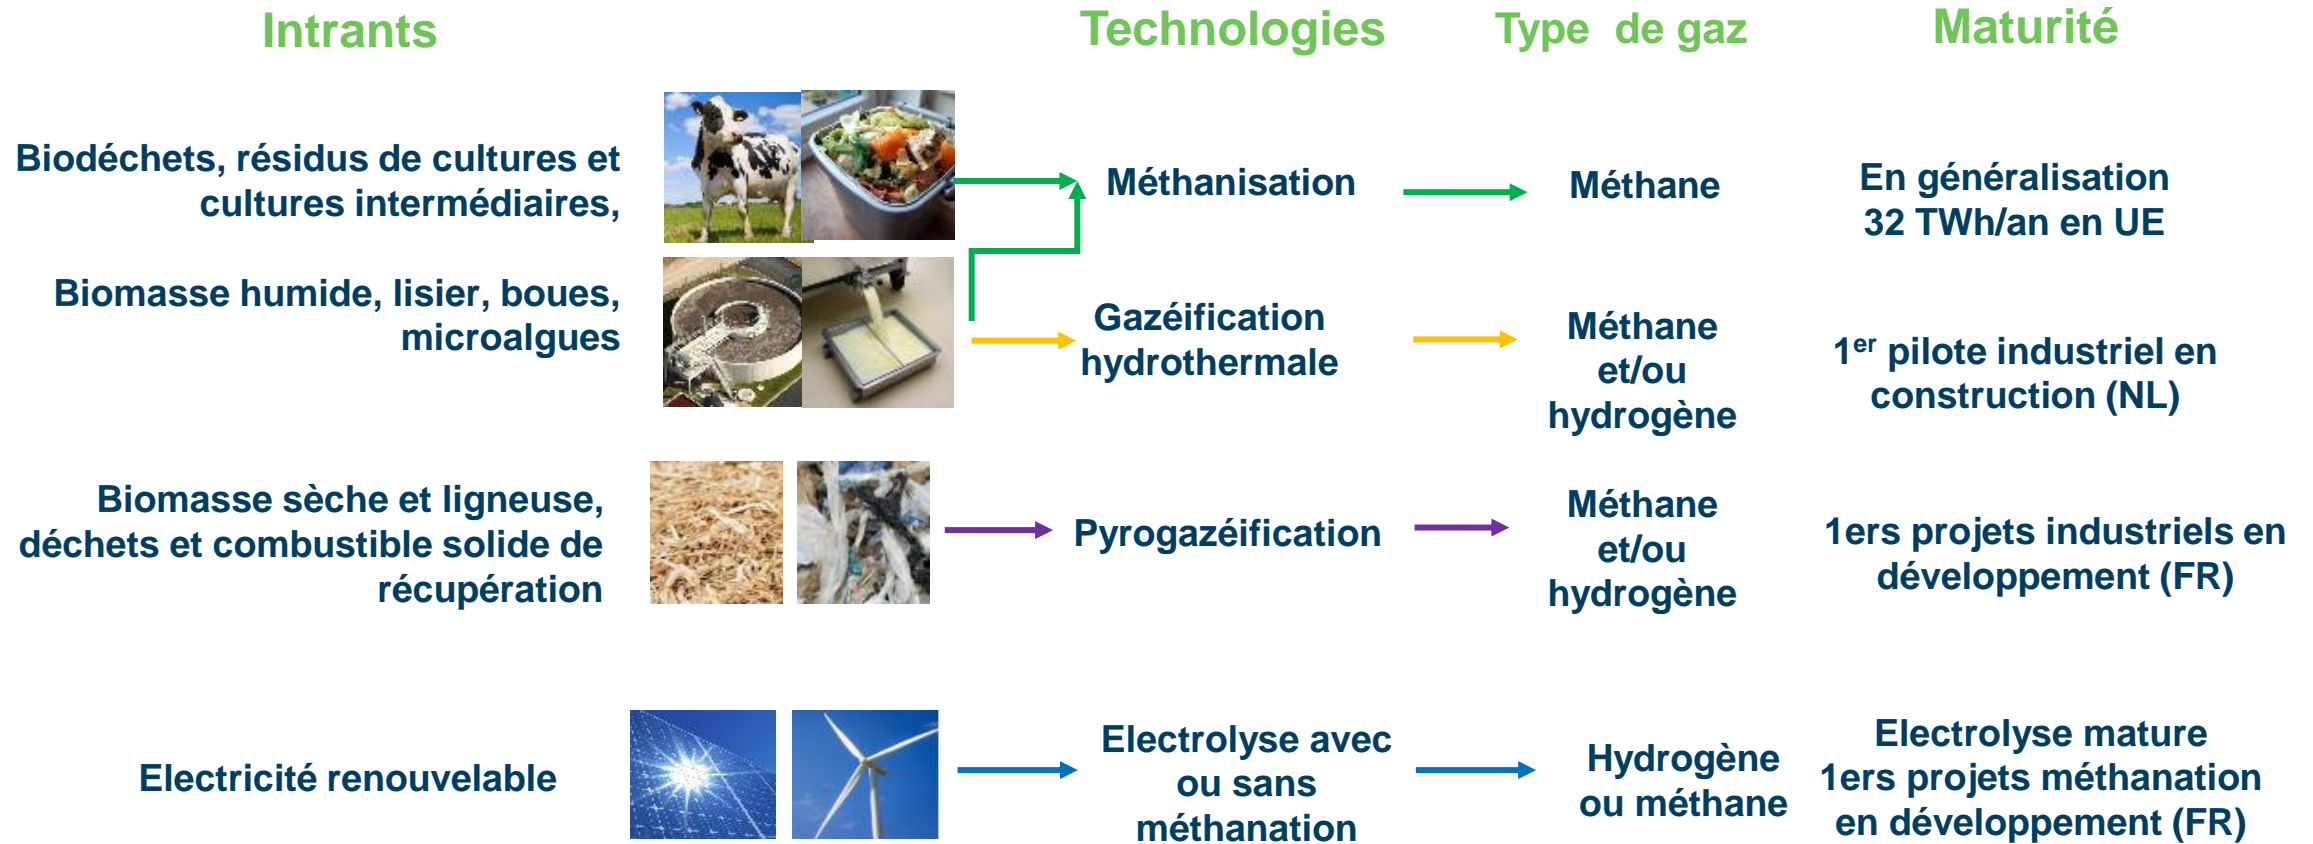 Intrants
Technologies
Type de gaz
Maturité
Biodéchets, résidus de cultures et
cultures intermédiaires,
Méthanisation
Méthane
En généralisation
32 TWh/an en UE
Biomasse humide, lisier, boues,
microalgues
Gazéification
hydrothermale
Méthane
et/ou
hydrogène
1er pilote industriel en
construction (NL)
Biomasse sèche et ligneuse,
déchets et combustible solide de
récupération
Pyrogazéification
Méthane
et/ou
hydrogène
1ers projets industriels en
développement (FR)
Electricité renouvelable
Electrolyse avec
ou sans
méthanation
Hydrogène
ou méthane
Electrolyse mature
1ers projets méthanation
en développement (FR)